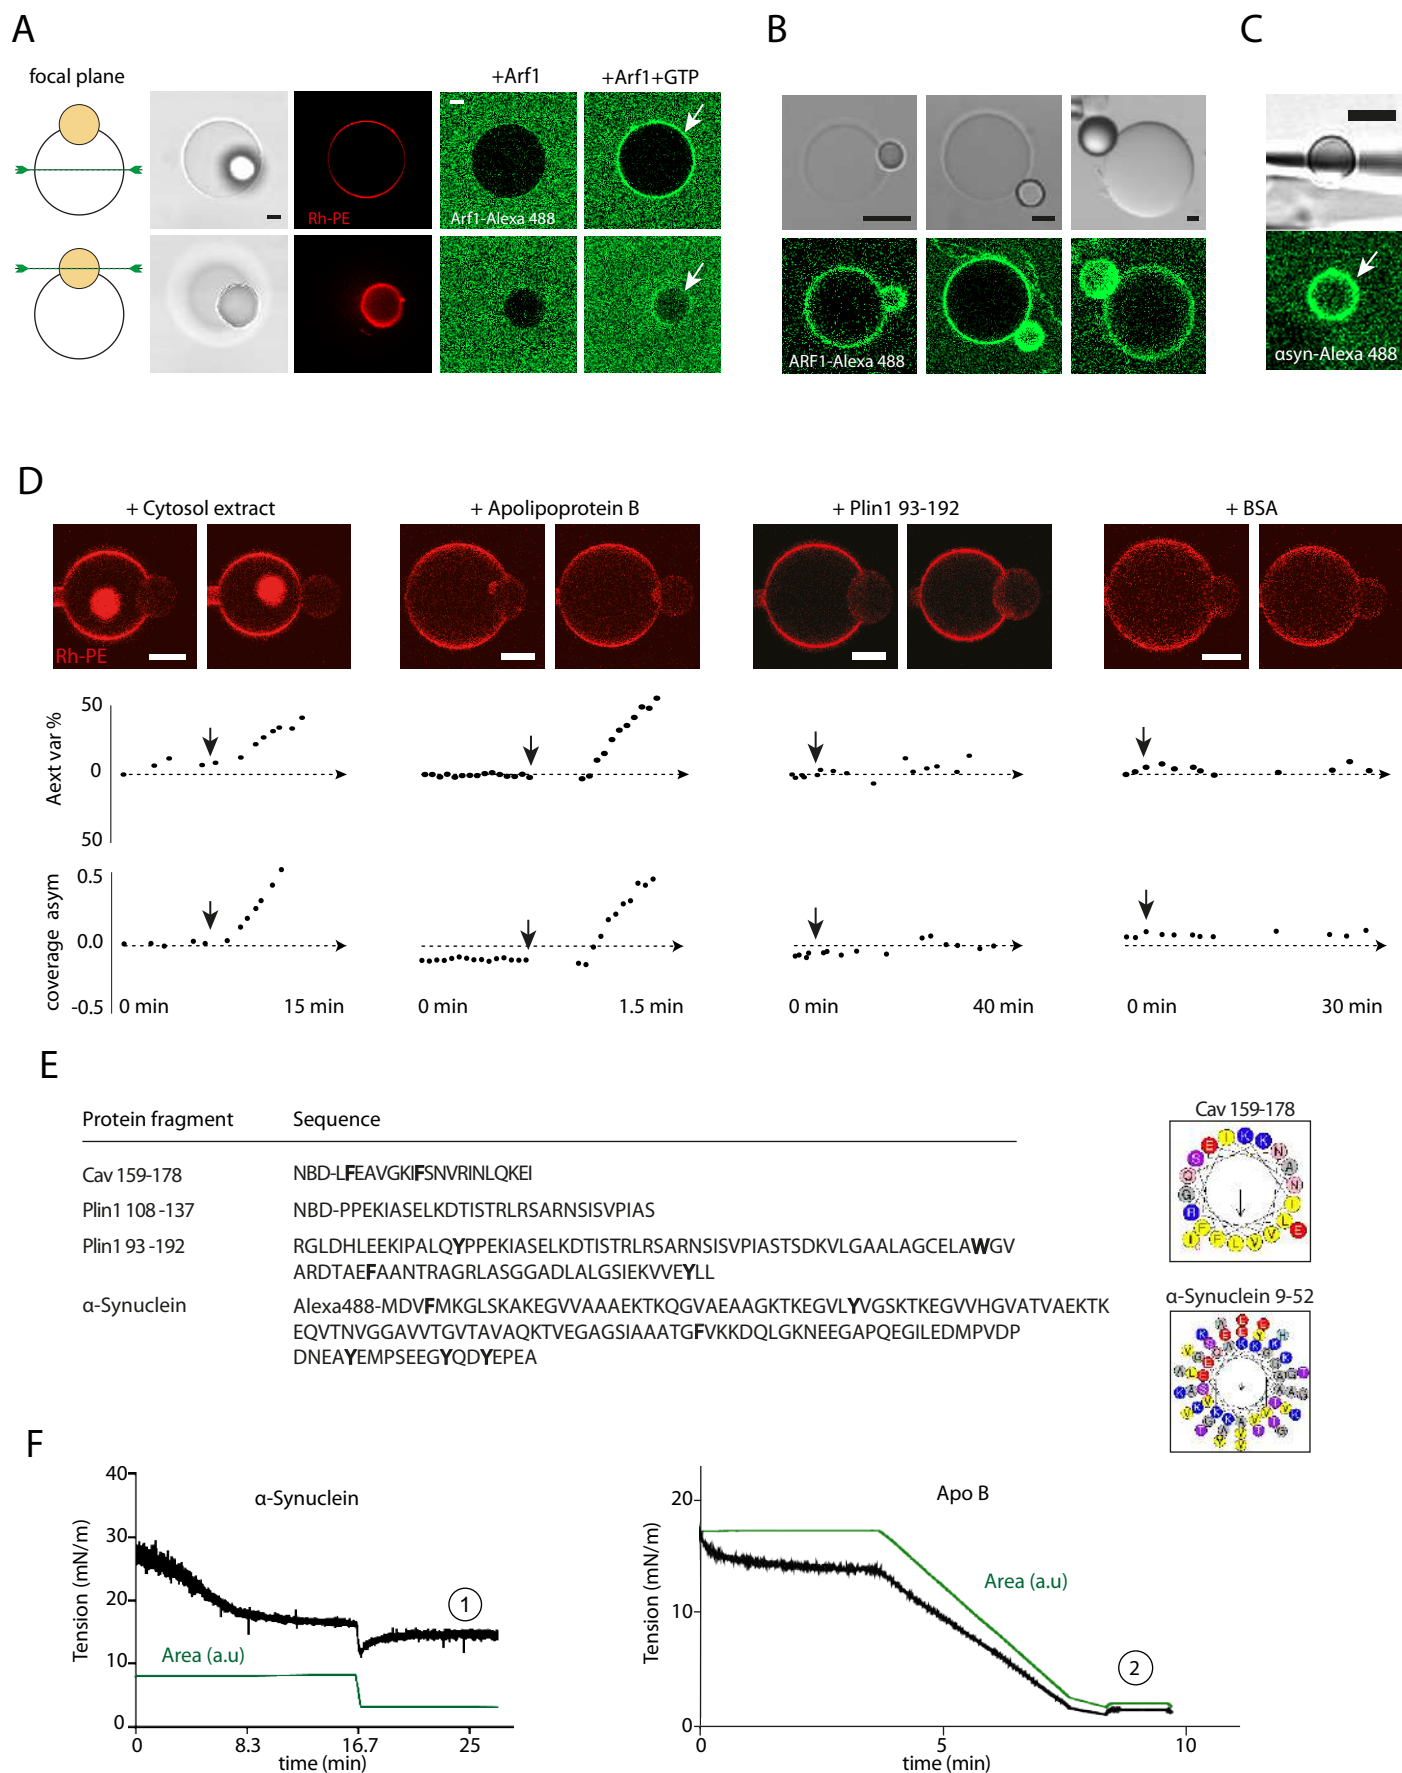 A
B
C
focal plane
+Arf1
+Arf1+GTP
Rh-PE
Arf1-Alexa 488
ARF1-Alexa 488
αsyn-Alexa 488
D
+ Cytosol extract
+ Apolipoprotein B
+ Plin1 93-192
+ BSA
Rh-PE
Aext var %
50
0
50
coverage asym
0.5
0.0
-0.5
0 min
15 min
0 min
1.5 min
0 min
40 min
0 min
30 min
E
Protein fragment
Sequence
Cav 159-178
NBD-LFEAVGKIFSNVRINLQKEI
Plin1 108 -137
NBD-PPEKIASELKDTISTRLRSARNSISVPIAS
Plin1 93 -192
RGLDHLEEKIPALQYPPEKIASELKDTISTRLRSARNSISVPIASTSDKVLGAALAGCELAWGV
ARDTAEFAANTRAGRLASGGADLALGSIEKVVEYLL
α-Synuclein
Alexa488-MDVFMKGLSKAKEGVVAAAEKTKQGVAEAAGKTKEGVLYVGSKTKEGVVHGVATVAEKTK
EQVTNVGGAVVTGVTAVAQKTVEGAGSIAAATGFVKKDQLGKNEEGAPQEGILEDMPVDP
DNEAYEMPSEEGYQDYEPEA
Cav 159-178
α-Synuclein 9-52
F
α-Synuclein
Tension (mN/m)
40
30
20
10
0
Area (a.u)
1
0
8.3
16.7
25
time (min)
Apo B
Tension (mN/m)
20
10
0
Area (a.u)
2
0
5
10
time (min)